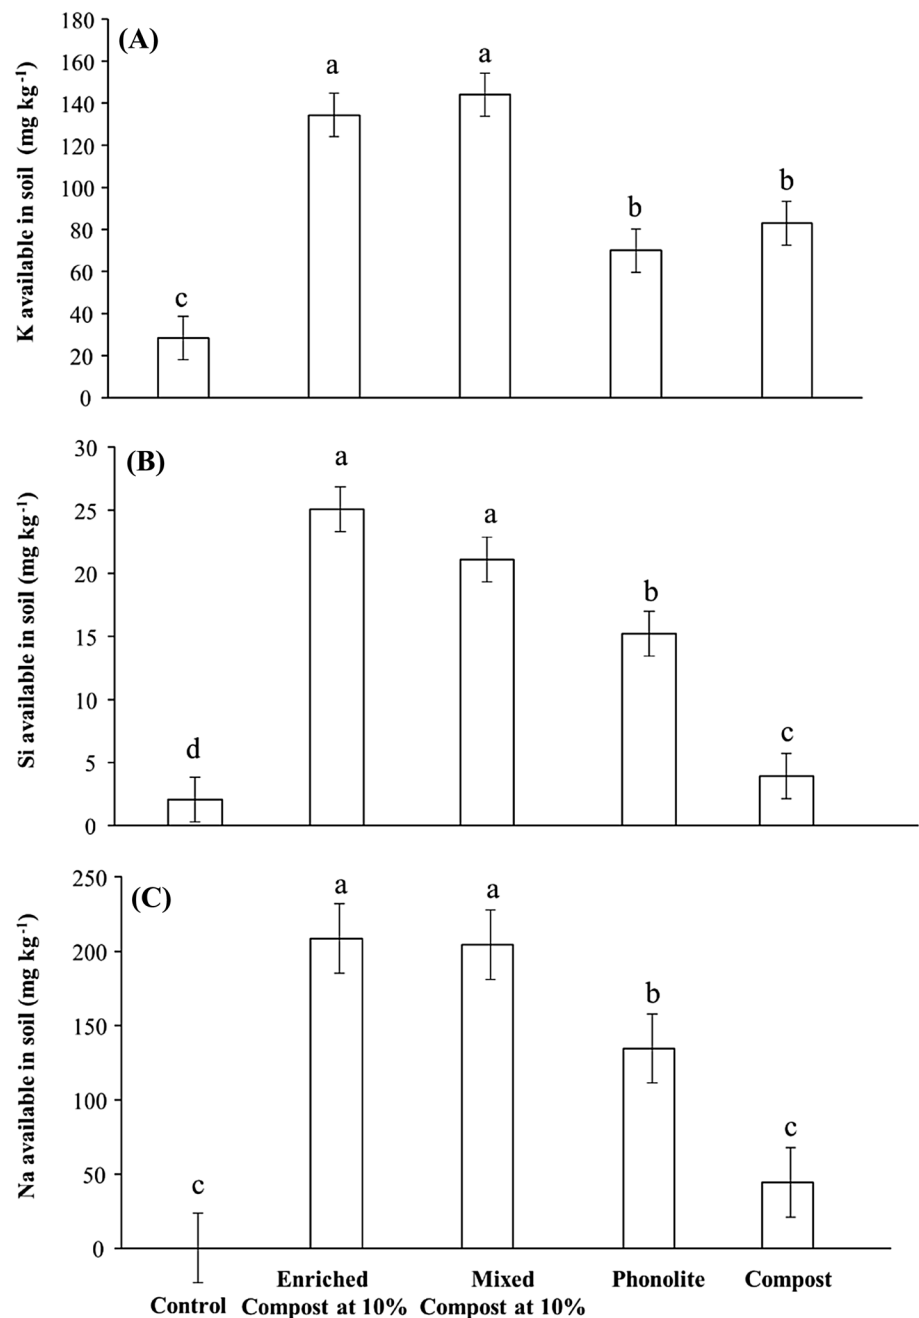 (A)
K available in soil (mg kg-1)
180
160
140
120
100
80
60
40
20
0
c
a
a
b
b
(B)
Si available in soil (mg kg-1)
30
25
20
15
10
5
0
d
a
a
b
c
(C)
Na available in soil (mg kg-1)
250
200
150
100
50
0
c
a
a
b
c
Control
Enriched
Compost at 10%
Mixed
Compost at 10%
Phonolite
Compost